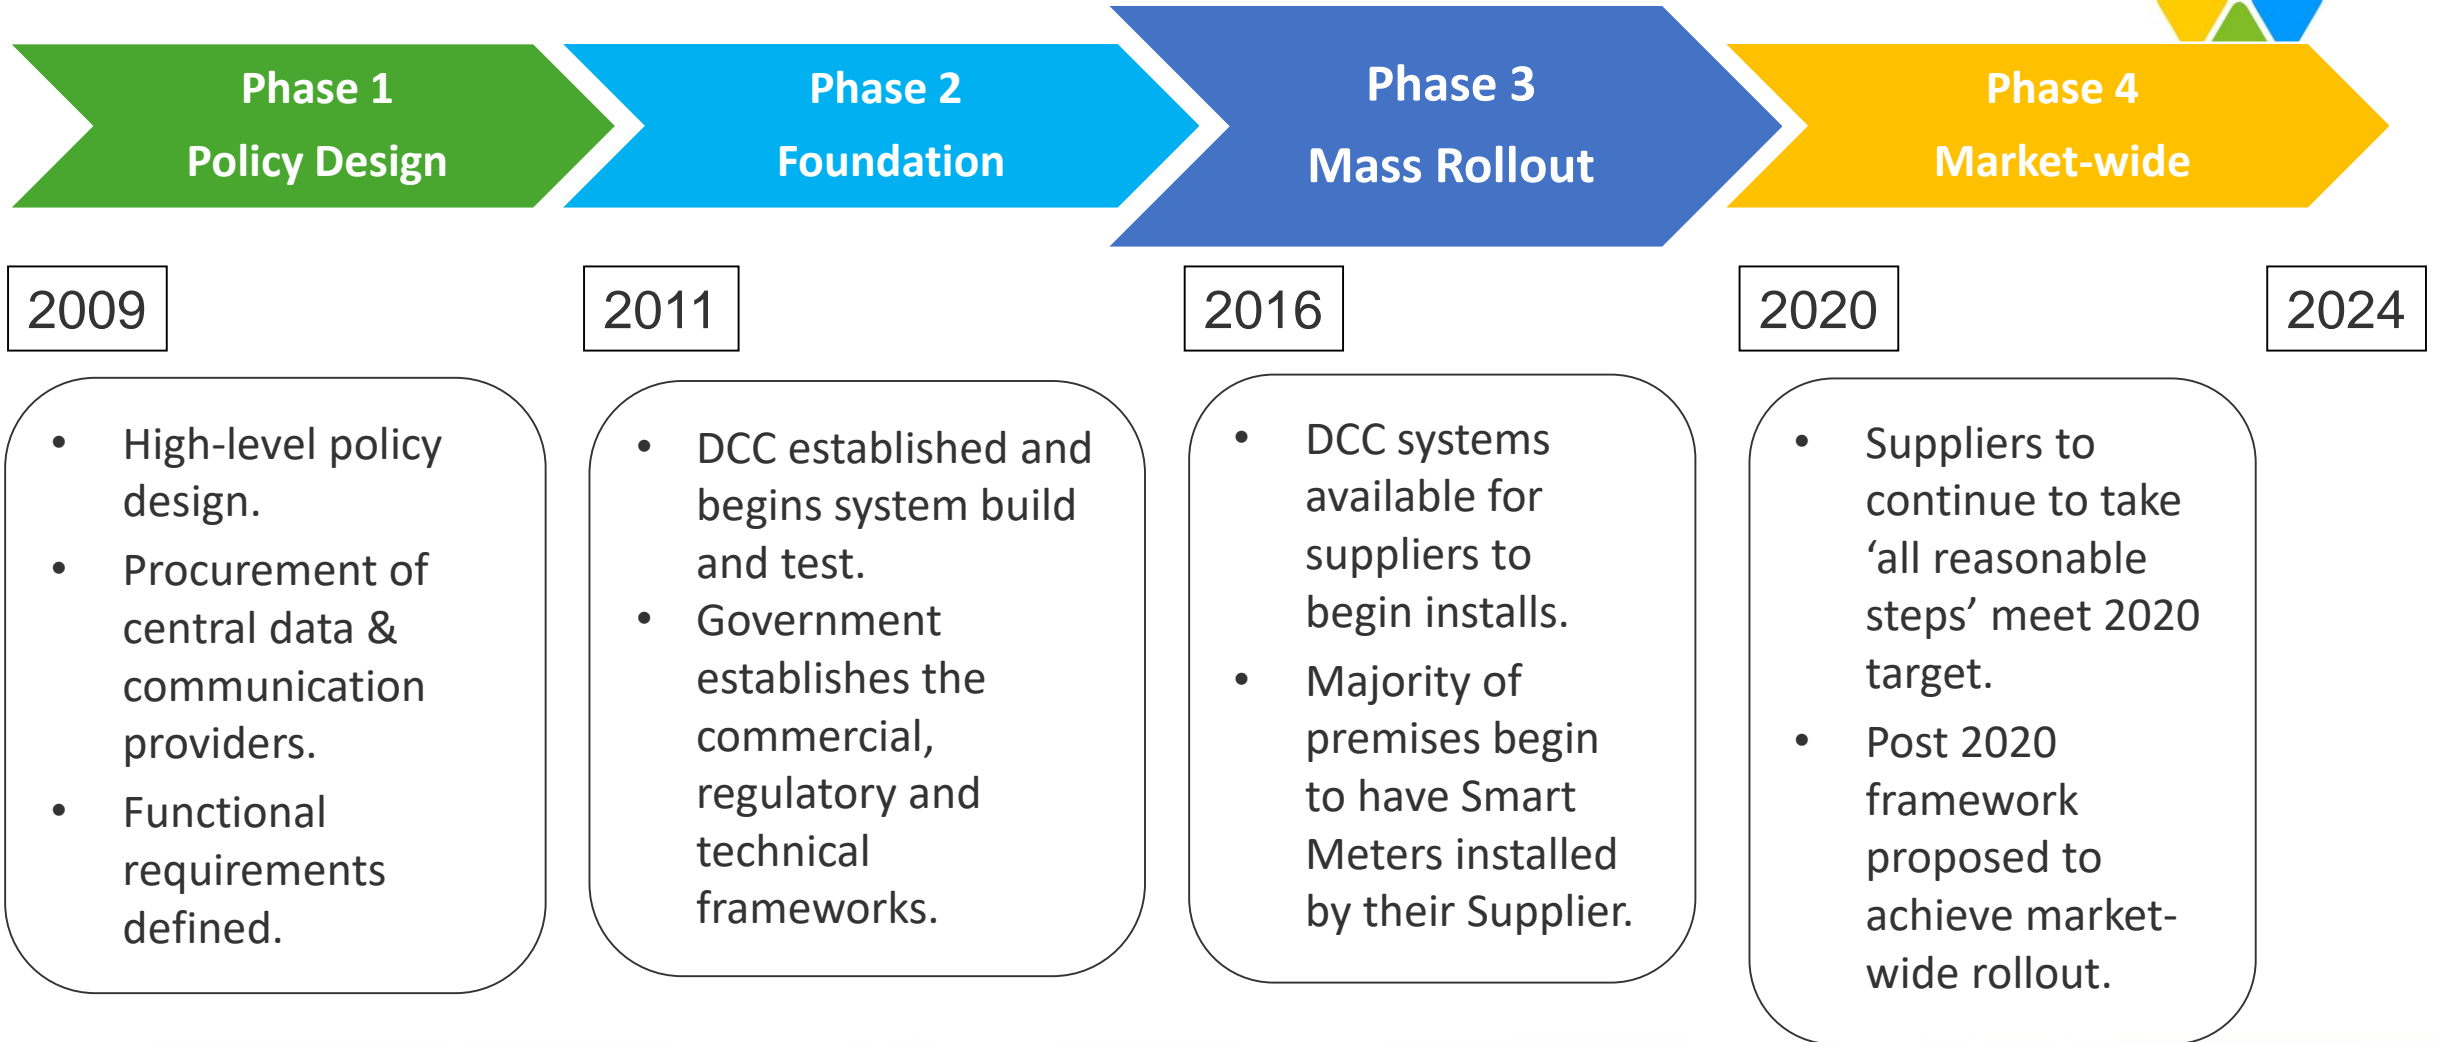 Phase 1
Policy Design
Phase 2
Foundation
Phase 3
Mass Rollout
Phase 4
Market-wide
2009
2011
2016
2020
2024
• High-level policy
design.
• Procurement of
central data &
communication
providers.
• Functional
requirements
defined.
• DCC established and
begins system build
and test.
• Government
establishes the
commercial,
regulatory and
technical
frameworks.
• DCC systems
available for
suppliers to
begin installs.
• Majority of
premises begin
to have Smart
Meters installed
by their Supplier.
• Suppliers to
continue to take
‘all reasonable
steps’ meet 2020
target.
• Post 2020
framework
proposed to
achieve market-
wide rollout.